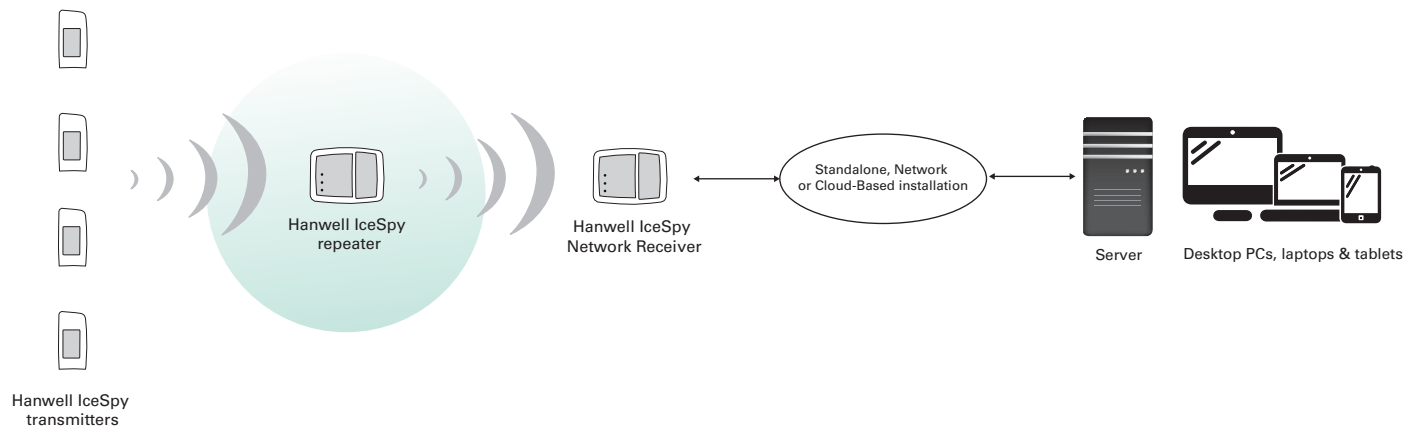 Hanwell IceSpy
transmitters
Hanwell IceSpy
repeater
Hanwell IceSpy
Network Receiver
Standalone, Network
or Cloud-Based installation
Server
Desktop PCs, laptops & tablets